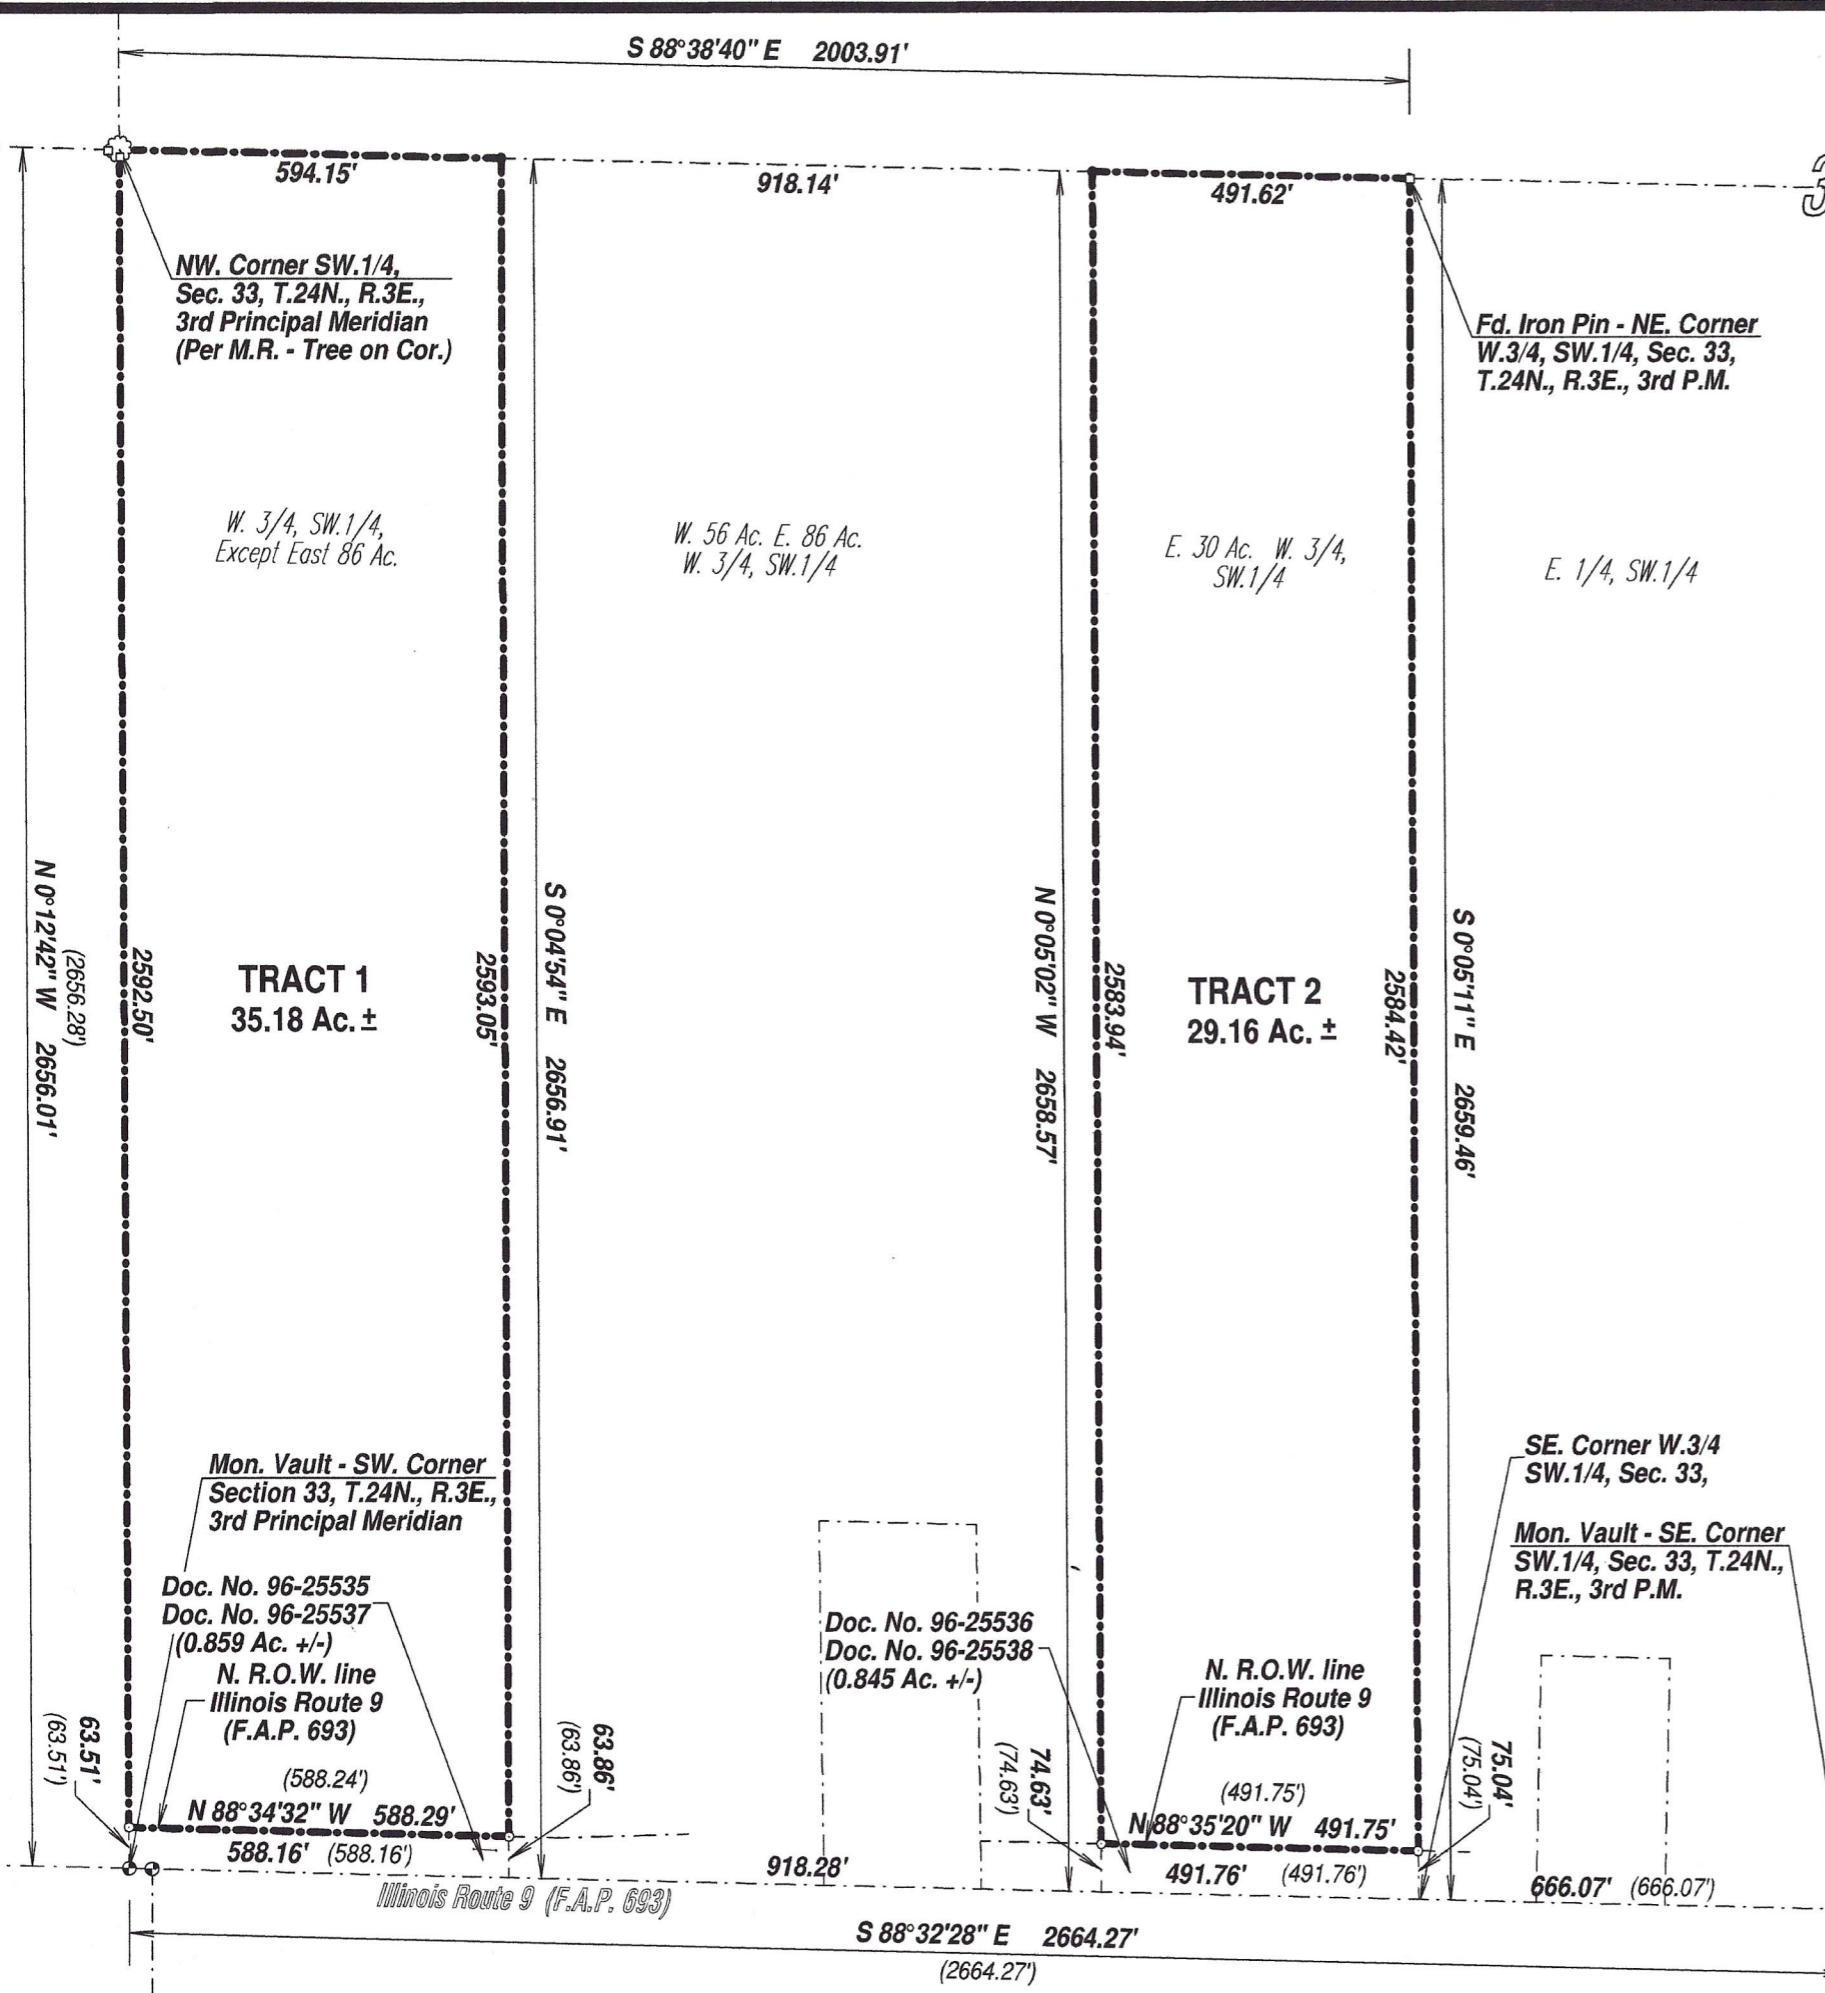 S 88°38'40" E 2003.91'
594.15'
918.14'
491.62'
NW. Corner SW.1/4,
Sec. 33, T.24N., R.3E.,
3rd Principal Meridian
(Per M.R. - Tree on Cor.)
Fd. Iron Pin - NE. Corner
W.3/4, SW.1/4, Sec. 33,
T.24N., R.3E., 3rd P.M.
W. 3/4, SW.1/4,
Except East 86 Ac.
W. 56 Ac. E. 86 Ac.
W. 3/4, SW.1/4
E. 30 Ac. W. 3/4,
SW.1/4
E. 1/4, SW.1/4
N 0°12'42" W 2656.01'
(2656.28')
2592.50'
TRACT 1
35.18 Ac. ±
2593.05'
S 0°04'54" E 2656.91'
N 0°05'02" W 2658.57'
2583.94'
TRACT 2
29.16 Ac. ±
2584.42'
S 0°05'11" E 2659.46'
Mon. Vault - SW. Corner
Section 33, T.24N., R.3E.,
3rd Principal Meridian
Doc. No. 96-25535
Doc. No. 96-25537
(0.859 Ac. +/-)
N. R.O.W. line
Illinois Route 9
(F.A.P. 693)
SE. Corner W.3/4
SW.1/4, Sec. 33,
Mon. Vault - SE. Corner
SW.1/4, Sec. 33, T.24N.,
R.3E., 3rd P.M.
Doc. No. 96-25536
Doc. No. 96-25538
(0.845 Ac. +/-)
N. R.O.W. line
Illinois Route 9
(F.A.P. 693)
63.51'
(63.51')
63.86'
(63.86')
74.63'
(74.63')
75.04'
(75.04')
(588.24')
N 88°34'32" W 588.29'
588.16' (588.16')
(491.75')
N 88°35'20" W 491.75'
918.28'
491.76' (491.76')
666.07' (666.07')
Illinois Route 9 (F.A.P. 693)
S 88°32'28" E 2664.27'
(2664.27')